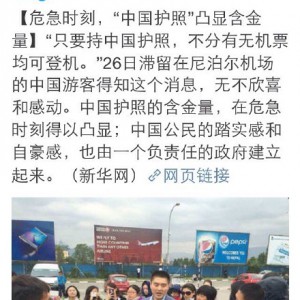 【危急时刻，“中国护照”凸显含金
量】“只要持中国护照，不分有无机票
均可登机。”26日滞留在尼泊尔机场
的中国游客得知这个消息，无不欣喜
和感动。中国护照的含金量，在危急
时刻得以凸显；中国公民的踏实感和
自豪感，也由一个负责任的政府建立
起来。（新华网）网页链接
pepsi